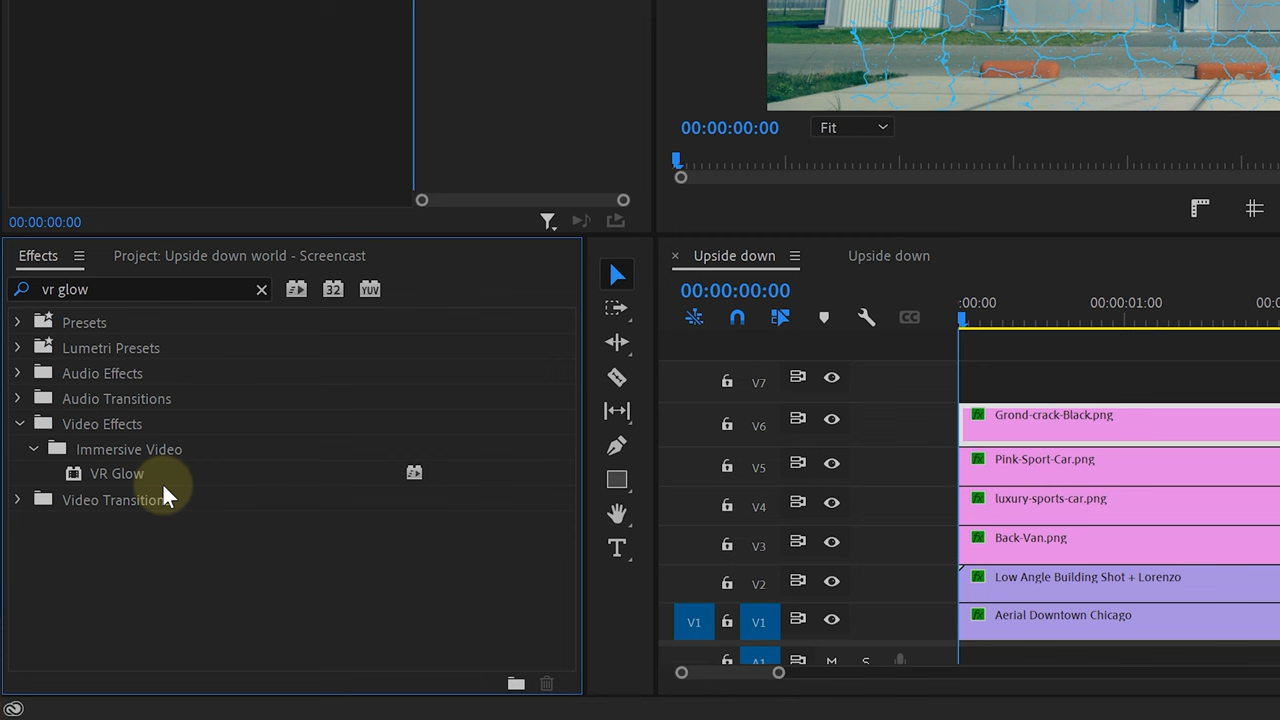 00:00:00:00
Fit
00:00:00:00
Effects
Project: Upside down world - Screencast
vr glow
32
YUV
Presets
Lumetri Presets
Audio Effects
Audio Transitions
Video Effects
Immersive Video
VR Glow
Video Transition
Upside down
Upside down
00:00:00:00
CC
:00:00
00:00:01:00
00:0
V7
V6
Grond-crack-Black.png
V5
Pink-Sport-Car.png
V4
luxury-sports-car.png
V3
Back-Van.png
V2
Low Angle Building Shot + Lorenzo
V1
V1
Aerial Downtown Chicago
A1
M
S
T